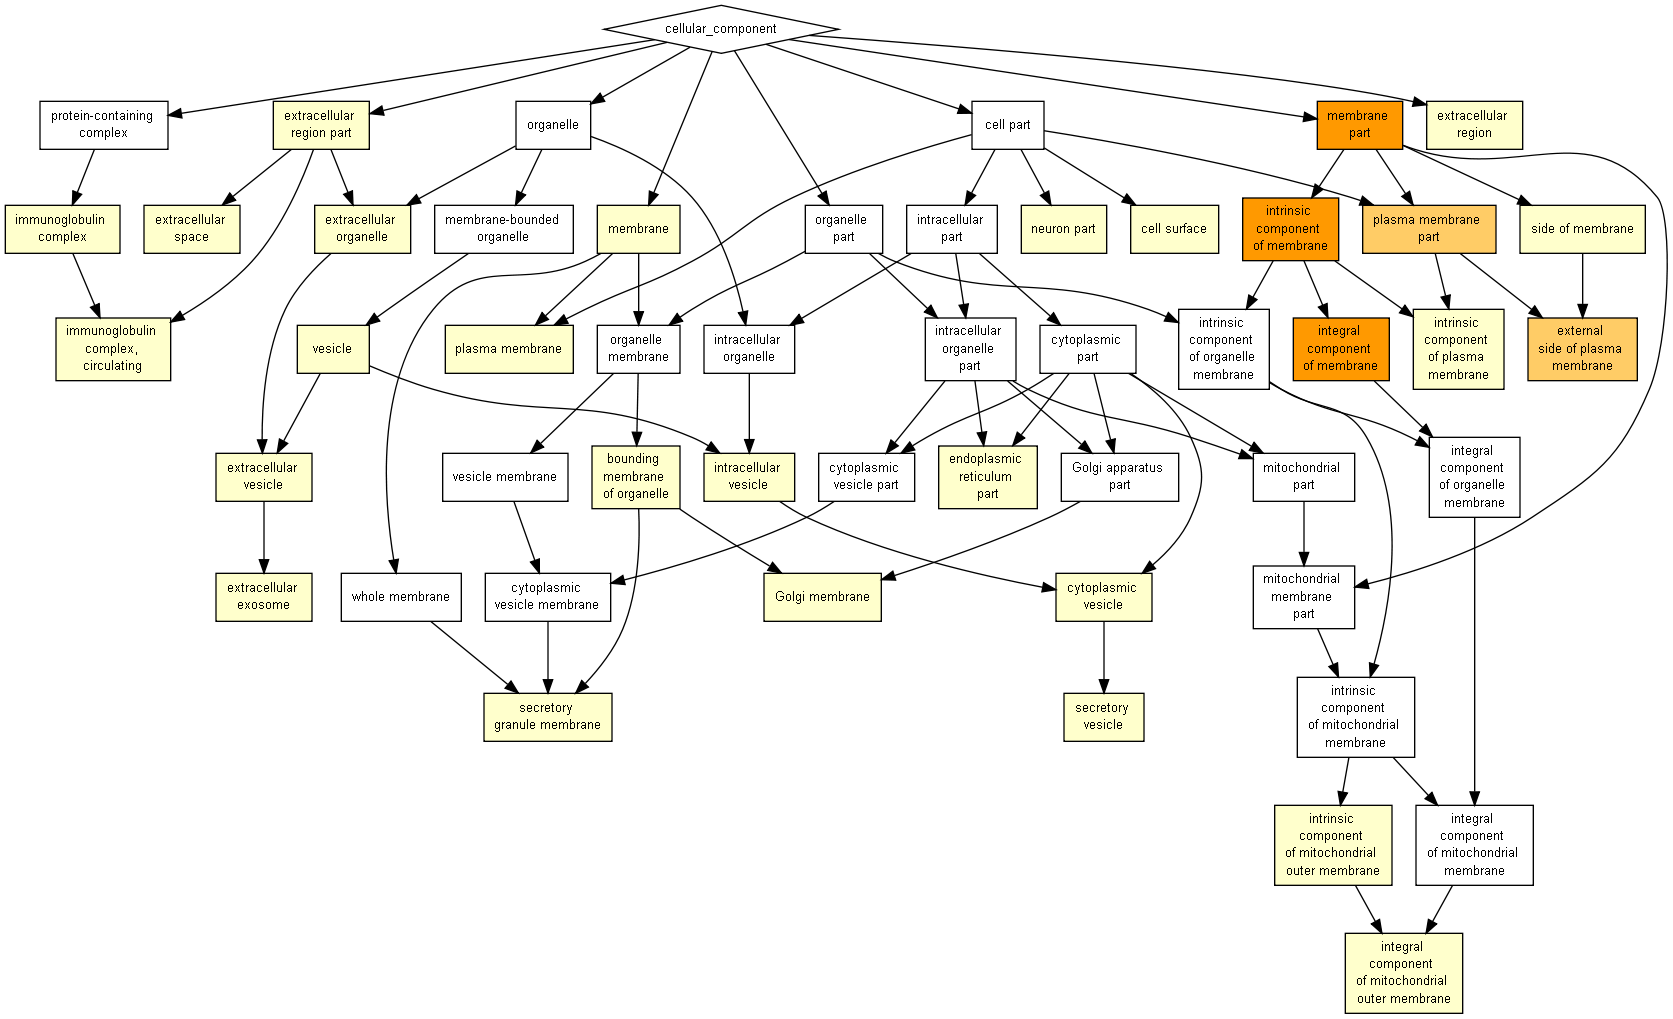 cellular_component
protein-containing
complex
extracellular
region part
organelle
cell part
membrane
part
extracellular
region
immunoglobulin
complex
extracellular
space
extracellular
organelle
membrane-bounded
organelle
membrane
organelle
part
intracellular
part
neuron part
cell surface
intrinsic
component
of membrane
plasma membrane
part
side of membrane
immunoglobulin
complex,
circulating
vesicle
plasma membrane
organelle
membrane
intracellular
organelle
intracellular
organelle
part
cytoplasmic
part
intrinsic
component
of organelle
membrane
integral
component
of membrane
intrinsic
component
of plasma
membrane
external
side of plasma
membrane
extracellular
vesicle
vesicle membrane
bounding
membrane
of organelle
intracellular
vesicle
cytoplasmic
vesicle part
endoplasmic
reticulum
part
Golgi apparatus
part
mitochondrial
part
integral
component
of organelle
membrane
extracellular
exosome
whole membrane
cytoplasmic
vesicle membrane
Golgi membrane
cytoplasmic
vesicle
mitochondrial
membrane
part
secretory
granule membrane
secretory
vesicle
intrinsic
component
of mitochondrial
membrane
intrinsic
component
of mitochondrial
outer membrane
integral
component
of mitochondrial
membrane
integral
component
of mitochondrial
outer membrane